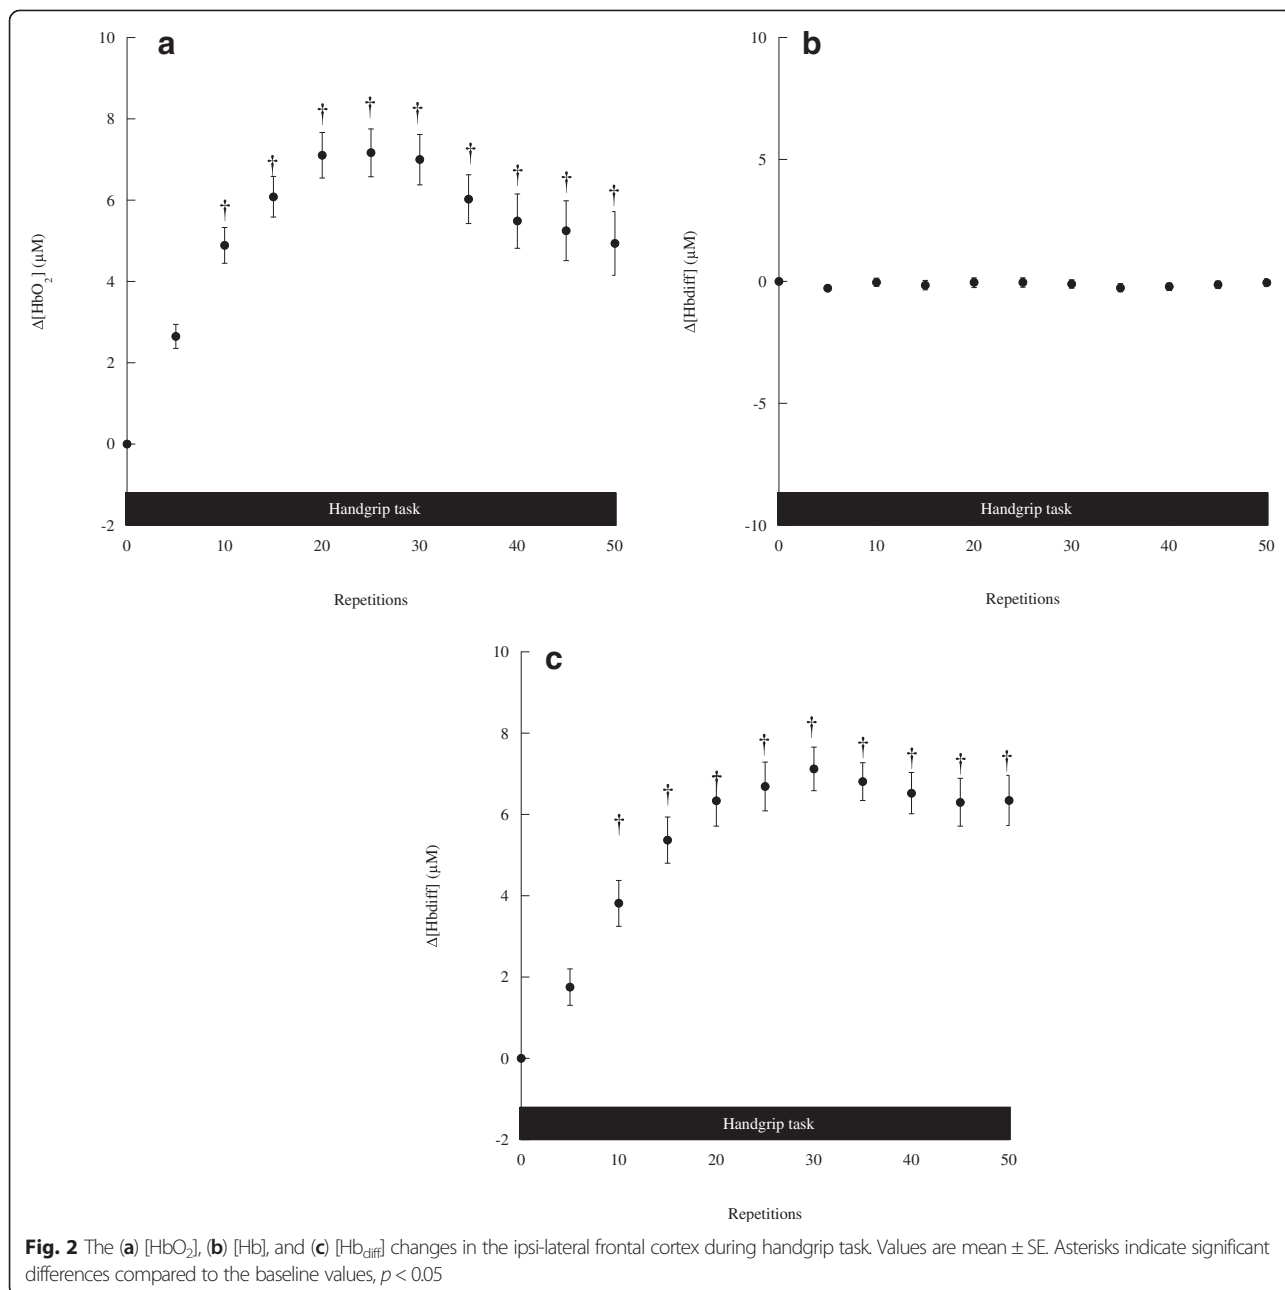 a
10
8
6
4
2
0
-2
Δ[HbO2] (μM)
† † † † † † † † †
Handgrip task
0 10 20 30 40 50
Repetitions
b
10
5
0
-5
-10
Δ[Hbdiff] (μM)
Handgrip task
0 10 20 30 40 50
Repetitions
c
10
8
6
4
2
0
-2
Δ[Hbdiff] (μM)
† † † † † † † † †
Handgrip task
0 10 20 30 40 50
Repetitions
Fig. 2 The (a) [HbO2], (b) [Hb], and (c) [Hbdiff] changes in the ipsi-lateral frontal cortex during handgrip task. Values are mean ± SE. Asterisks indicate significant
differences compared to the baseline values, p < 0.05